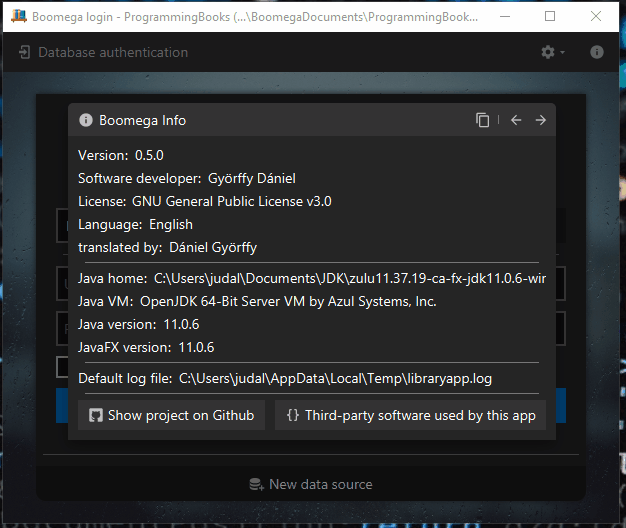 Boomega login - ProgrammingBooks (...\BoomegaDocuments\ProgrammingBook...
Database authentication
Boomega Info
Version: 0.5.0
Software developer: Györffy Dániel
License: GNU General Public License v3.0
Language: English
translated by: Dániel Györffy
Java home: C:\Users\judal\Documents\JDK\zulu11.37.19-ca-fx-jdk11.0.6-wir
Java VM: OpenJDK 64-Bit Server VM by Azul Systems, Inc.
Java version: 11.0.6
JavaFX version: 11.0.6
Default log file: C:\Users\judal\AppData\Local\Temp\libraryapp.log
Show project on Github
{} Third-party software used by this app
New data source